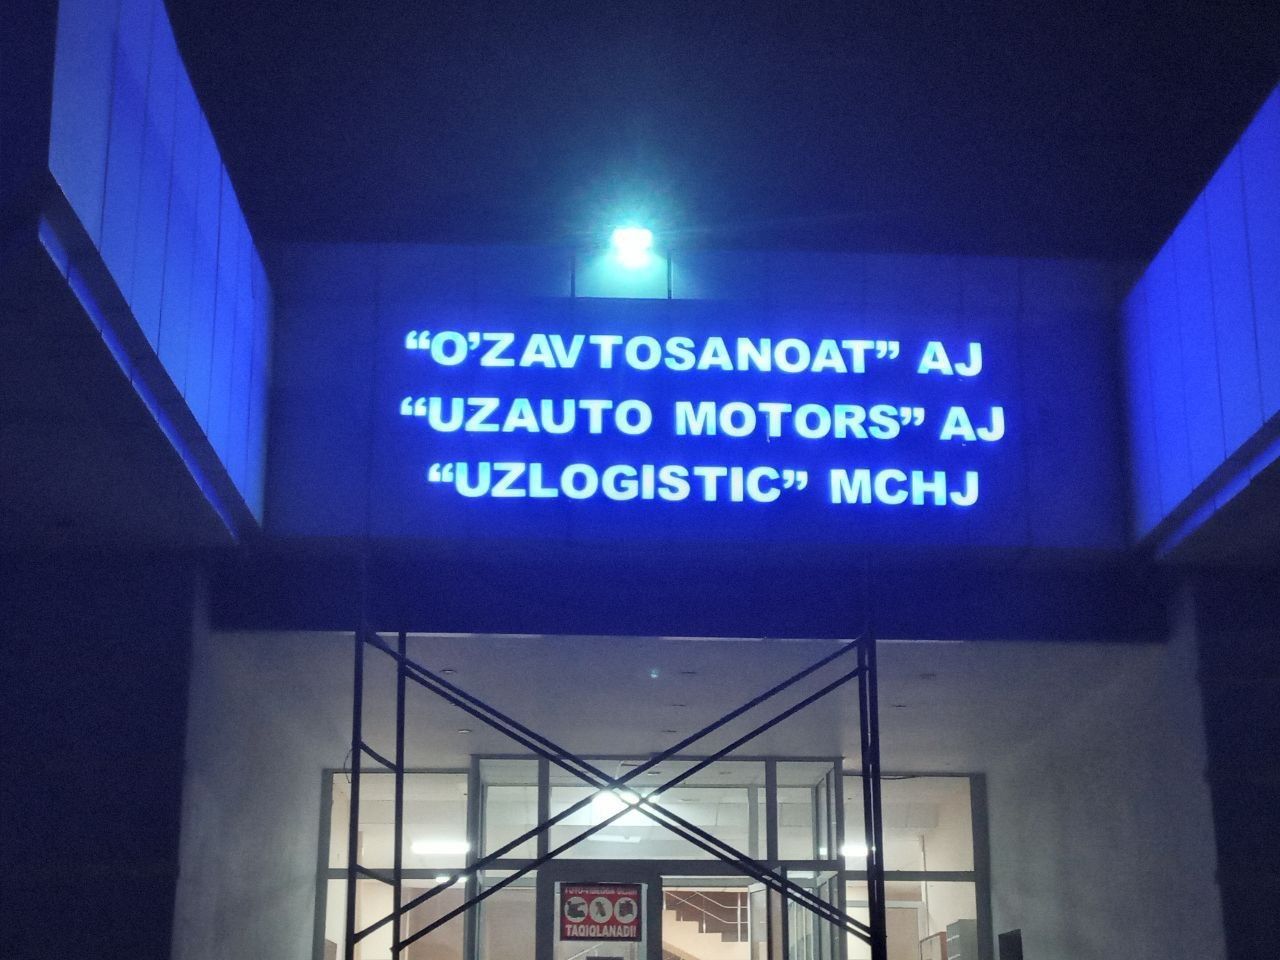 “O’ZAVTOSANOAT” AJ
“UZAUTO MOTORS” AJ
“UZLOGISTIC” MCHJ
TAQIQLANADI!